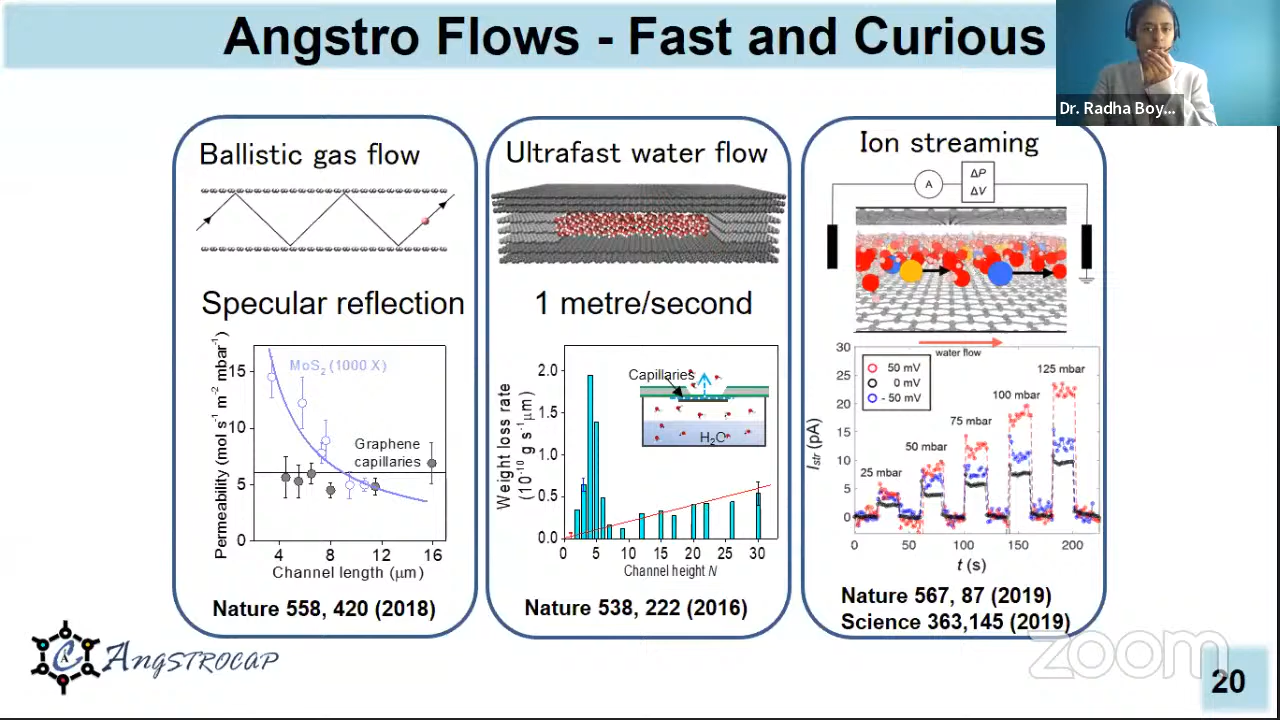 Angstro Flows - Fast and Curious
Dr. Radha Boy...
Ballistic gas flow
Specular reflection
Permeability (mol s⁻¹ m⁻² mbar⁻¹)
15
10
5
0
MoS₂ (1000 X)
Graphene
capillaries
4
8
12
16
Channel length (μm)
Nature 558, 420 (2018)
Ultrafast water flow
1 metre/second
Weight loss rate
(10⁻¹⁰ g s⁻¹μm)
2.0
1.5
1.0
0.5
0.0
Capillaries
H₂O
0
5
10
15
20
25
30
Channel height N
Nature 538, 222 (2016)
Ion streaming
A
ΔP
ΔV
water flow
Istr (pA)
30
25
20
15
10
5
0
50 mV
0 mV
- 50 mV
25 mbar
50 mbar
75 mbar
100 mbar
125 mbar
0
50
100
150
200
t (s)
Nature 567, 87 (2019)
Science 363,145 (2019)
C
A
ANGSTROCAP
zoom
20